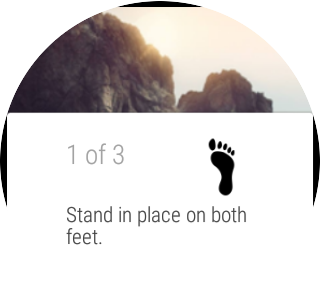 1 of 3
Stand in place on both
feet.